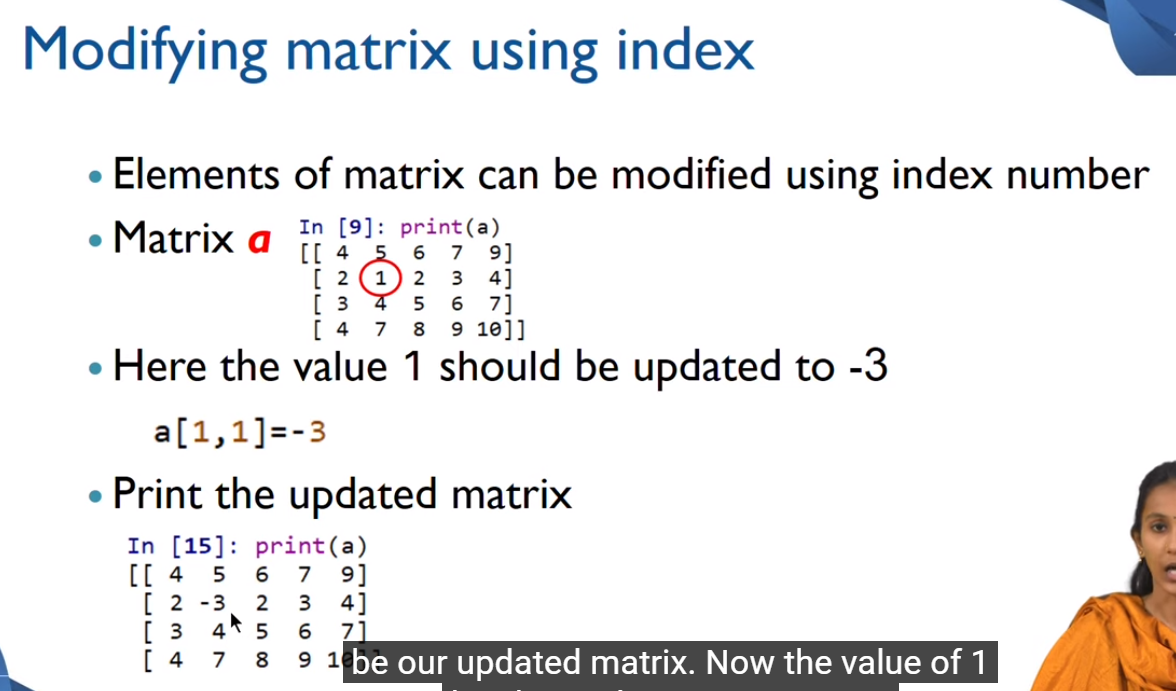 Modifying matrix using index
• Elements of matrix can be modified using index number
• Matrix a
In [9]: print(a)
[[ 4 5 6 7 9]
[ 2 1 2 3 4]
[ 3 4 5 6 7]
[ 4 7 8 9 10]]
• Here the value 1 should be updated to -3
a[1,1]=-3
• Print the updated matrix
In [15]: print(a)
[[ 4 5 6 7 9]
[ 2 -3 2 3 4]
[ 3 4 5 6 7]
[ 4 7 8 9 10]]
be our updated matrix. Now the value of 1